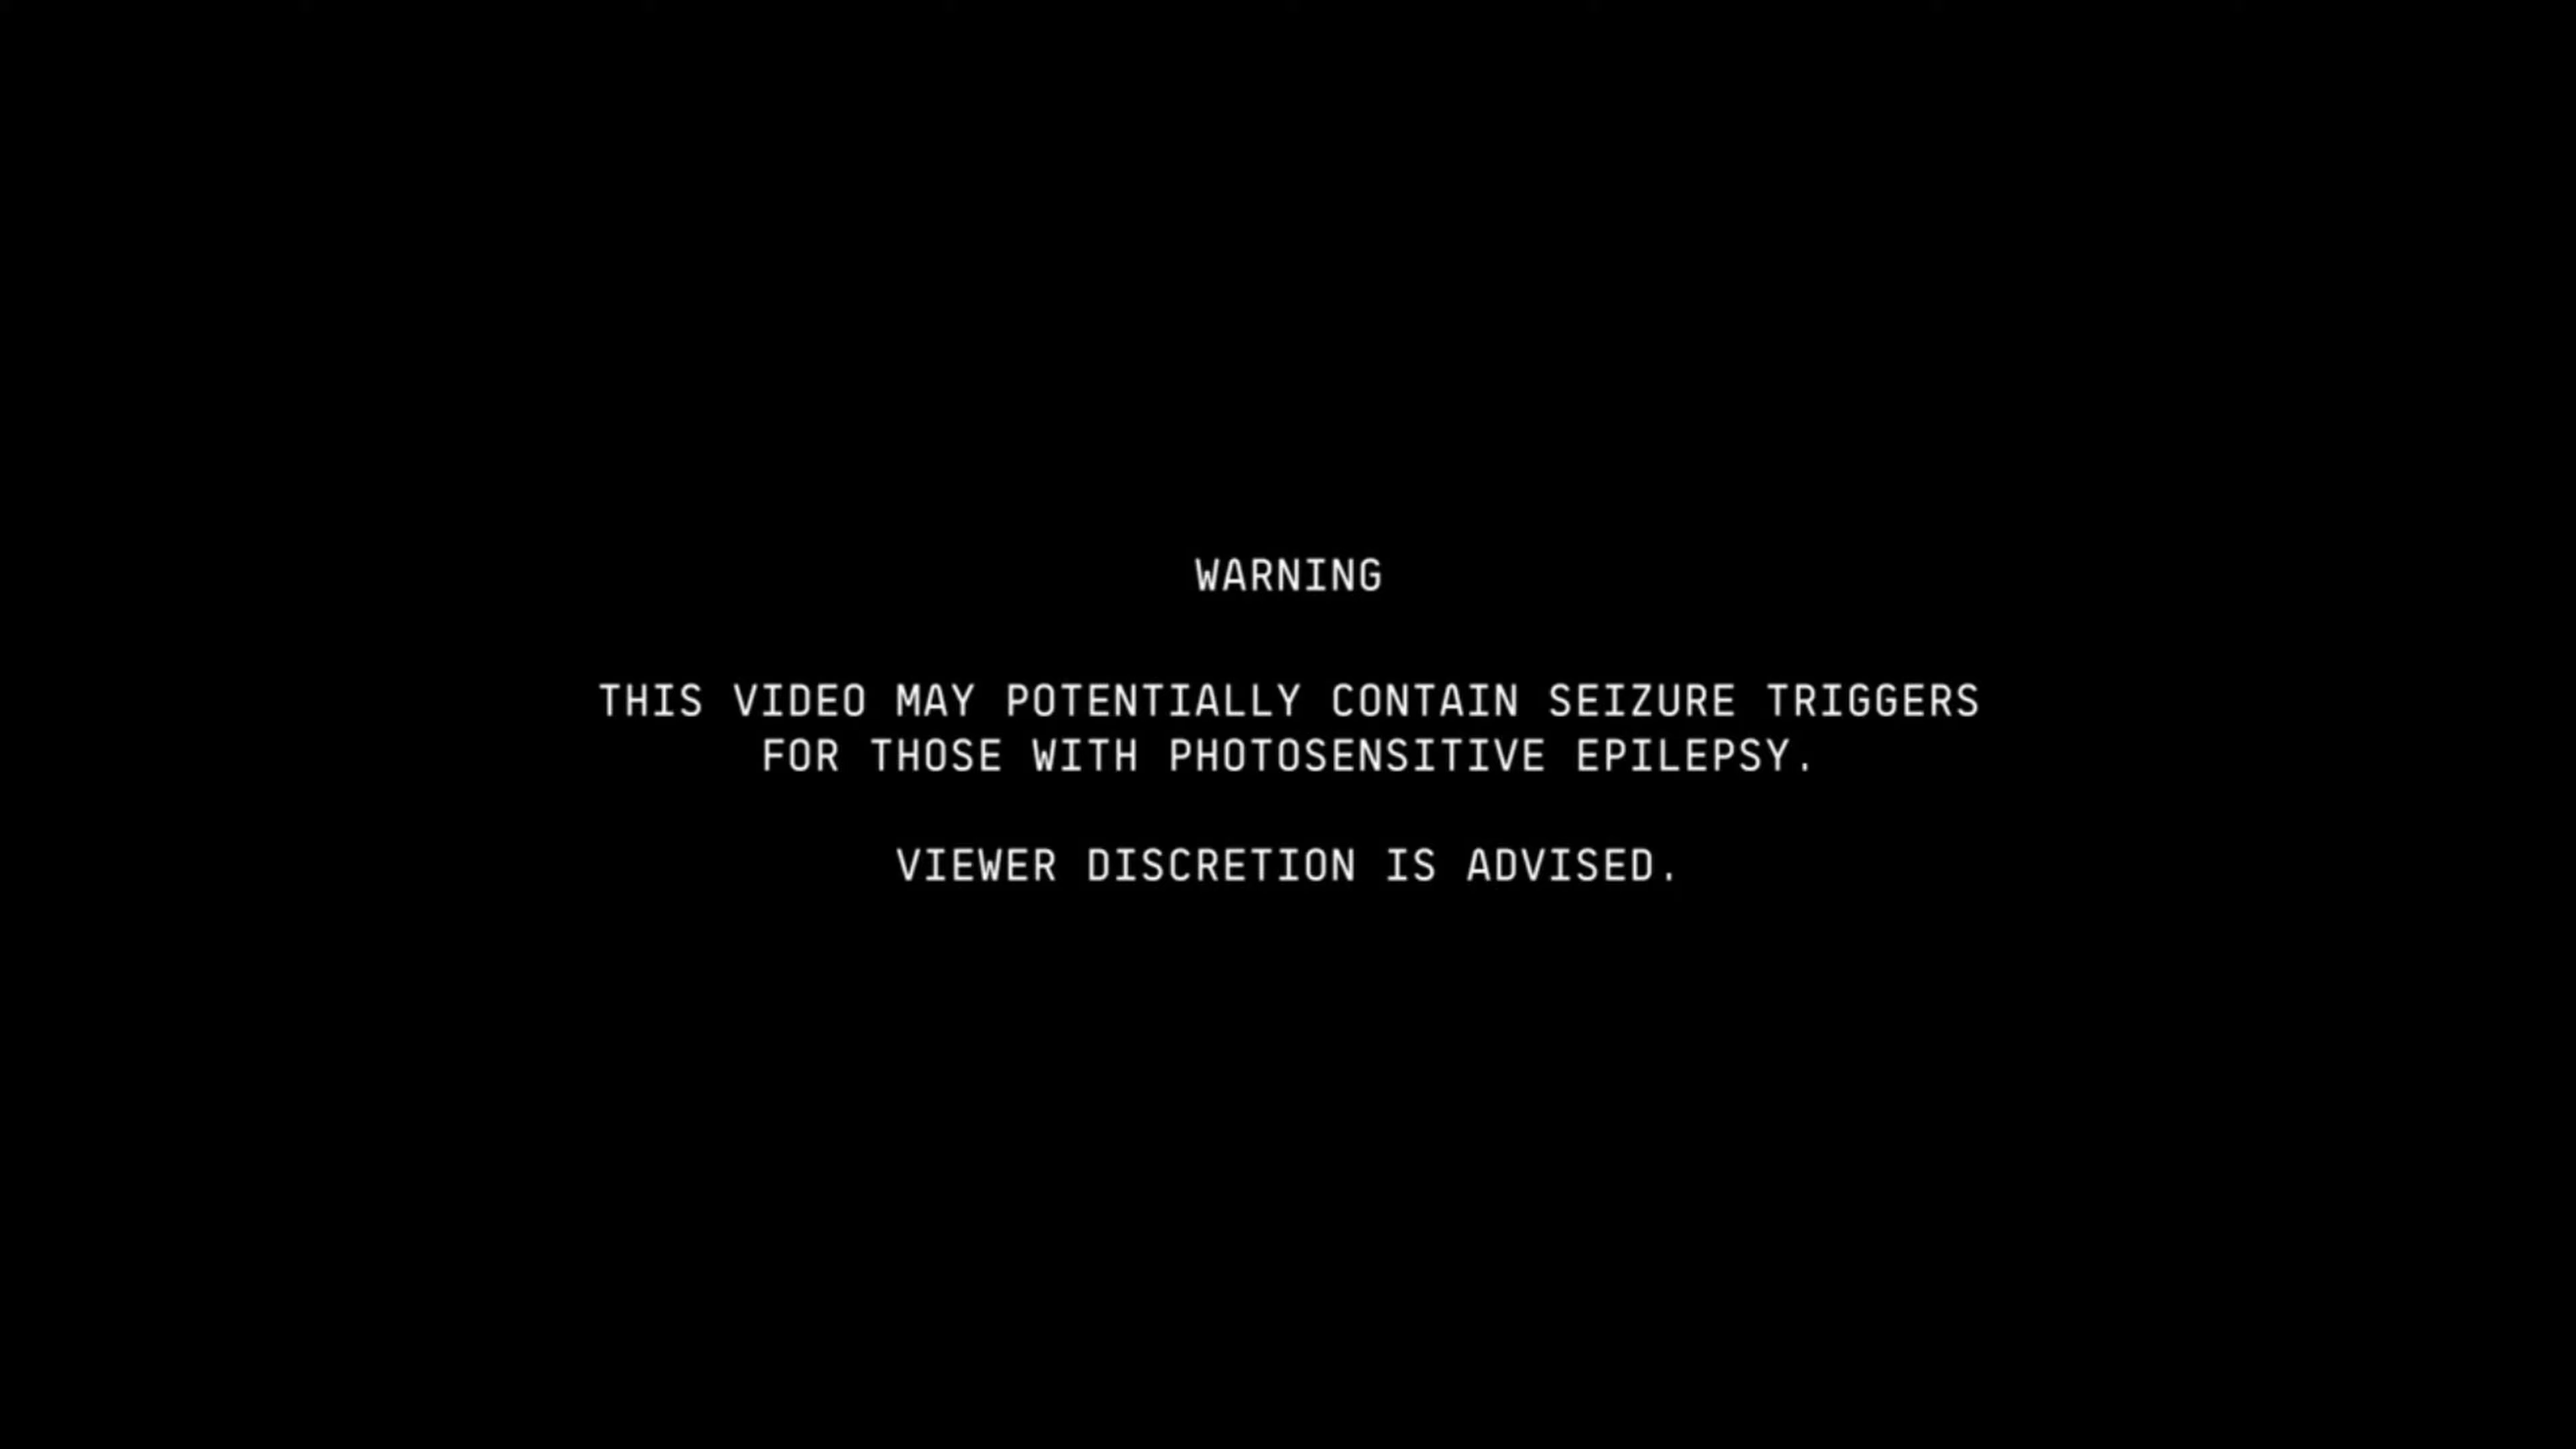 WARNING
THIS VIDEO MAY POTENTIALLY CONTAIN SEIZURE TRIGGERS
FOR THOSE WITH PHOTOSENSITIVE EPILEPSY.
VIEWER DISCRETION IS ADVISED.